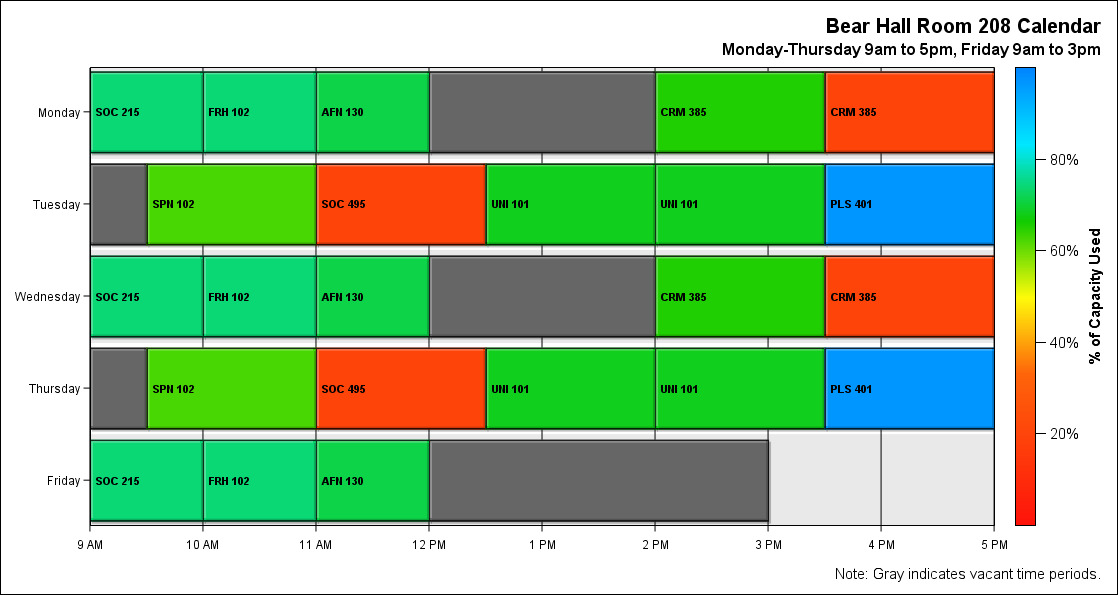 Bear Hall Room 208 Calendar
Monday-Thursday 9am to 5pm, Friday 9am to 3pm
Monday SOC 215 FRH 102 AFN 130 CRM 385 CRM 385
Tuesday SPN 102 SOC 495 UNI 101 UNI 101 PLS 401
Wednesday SOC 215 FRH 102 AFN 130 CRM 385 CRM 385
Thursday SPN 102 SOC 495 UNI 101 UNI 101 PLS 401
Friday SOC 215 FRH 102 AFN 130
9 AM 10 AM 11 AM 12 PM 1 PM 2 PM 3 PM 4 PM 5 PM
80%
60%
40%
20%
% of Capacity Used
Note: Gray indicates vacant time periods.